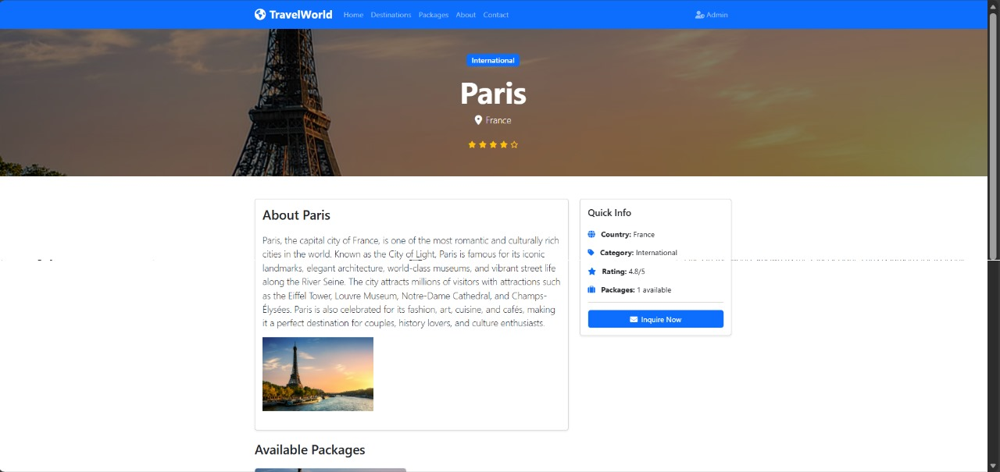 TravelWorld Home Destinations Packages About Contact Admin
International
Paris
France
About Paris
Paris, the capital city of France, is one of the most romantic and culturally rich
cities in the world. Known as the City of Light, Paris is famous for its iconic
landmarks, elegant architecture, world-class museums, and vibrant street life
along the River Seine. The city attracts millions of visitors with attractions such
as the Eiffel Tower, Louvre Museum, Notre-Dame Cathedral, and Champs-
Élysées. Paris is also celebrated for its fashion, art, cuisine, and cafés, making
it a perfect destination for couples, history lovers, and culture enthusiasts.
Quick Info
Country: France
Category: International
Rating: 4.8/5
Packages: 1 available
Inquire Now
Available Packages